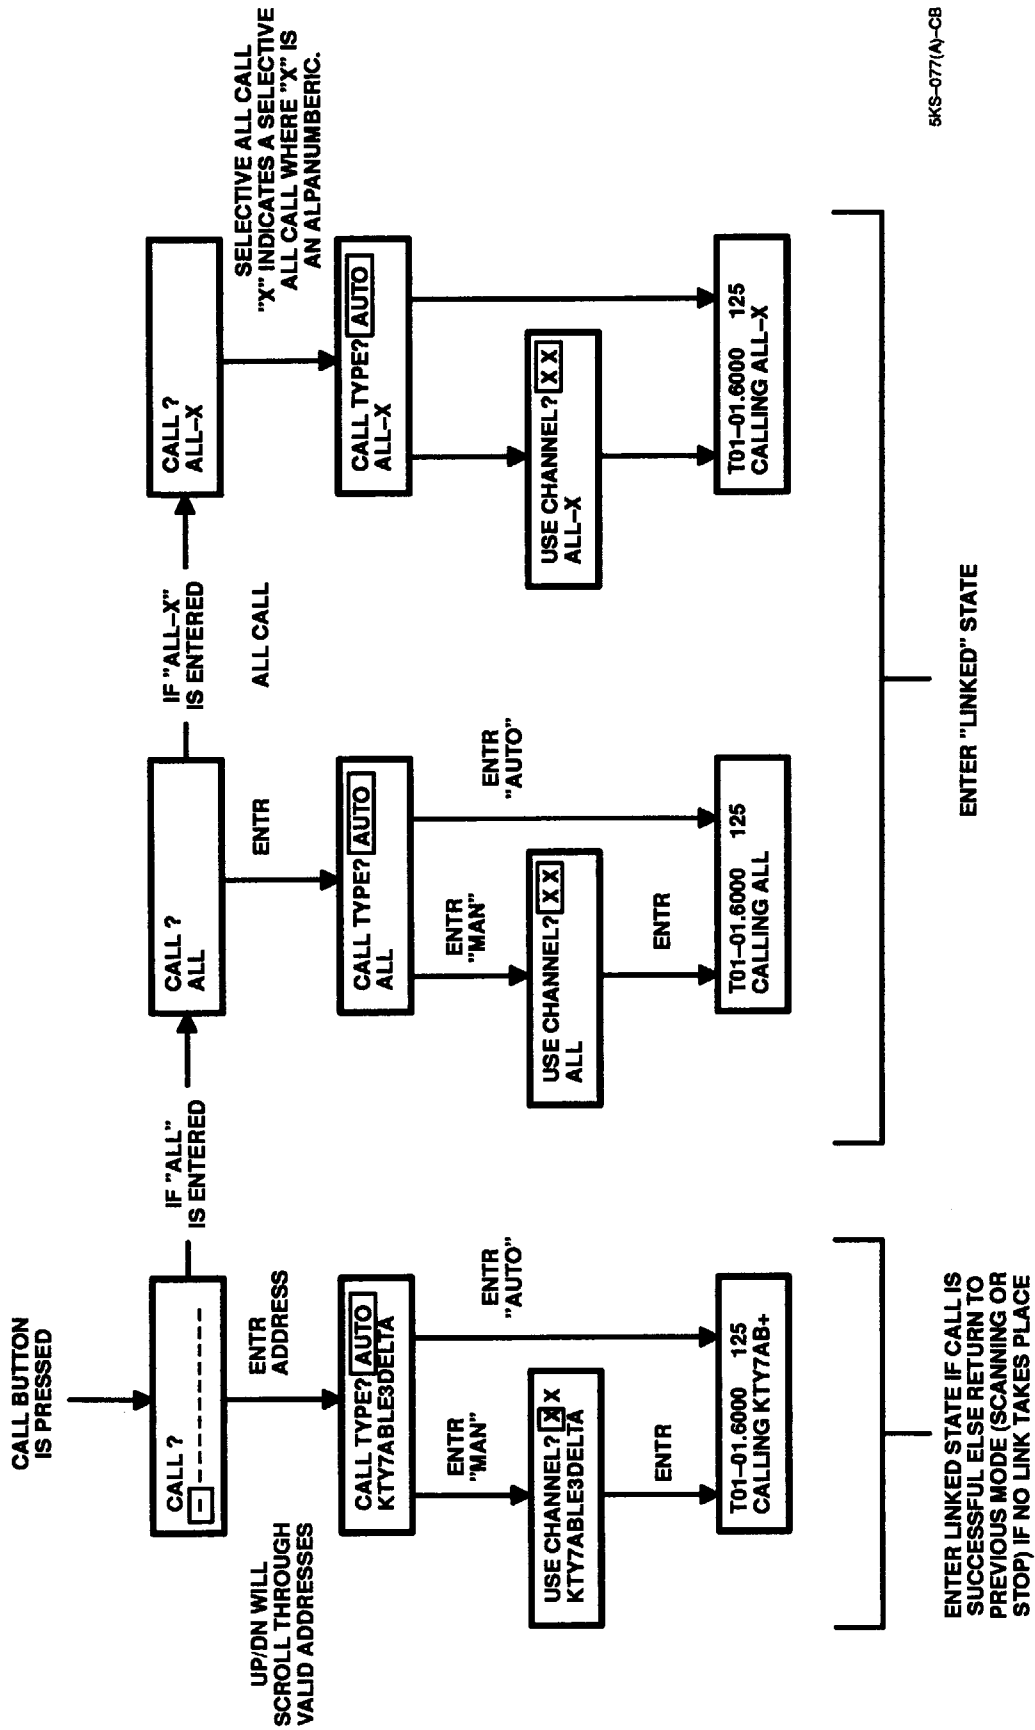 CALL BUTTON
IS PRESSED
CALL ?
- - - - - - - - - -
UP/DN WILL
SCROLL THROUGH
VALID ADDRESSES
ENTR
ADDRESS
CALL TYPE? AUTO
KTY7ABLE3DELTA
ENTR
"MAN"
ENTR
"AUTO"
USE CHANNEL? X X
KTY7ABLE3DELTA
ENTR
T01-01.6000 125
CALLING KTY7AB+
ENTER LINKED STATE IF CALL IS
SUCCESSFUL ELSE RETURN TO
PREVIOUS MODE (SCANNING OR
STOP) IF NO LINK TAKES PLACE
IF "ALL"
IS ENTERED
CALL ?
ALL
ENTR
ALL CALL
CALL TYPE? AUTO
ALL
ENTR
"MAN"
ENTR
"AUTO"
USE CHANNEL? X X
ALL
ENTR
T01-01.6000 125
CALLING ALL
IF "ALL-X"
IS ENTERED
CALL ?
ALL-X
SELECTIVE ALL CALL
"X" INDICATES A SELECTIVE
ALL CALL WHERE "X" IS
AN ALPANUMBERIC.
CALL TYPE? AUTO
ALL-X
USE CHANNEL? X X
ALL-X
T01-01.6000 125
CALLING ALL-X
ENTER "LINKED" STATE
5KS-077(A)-CB